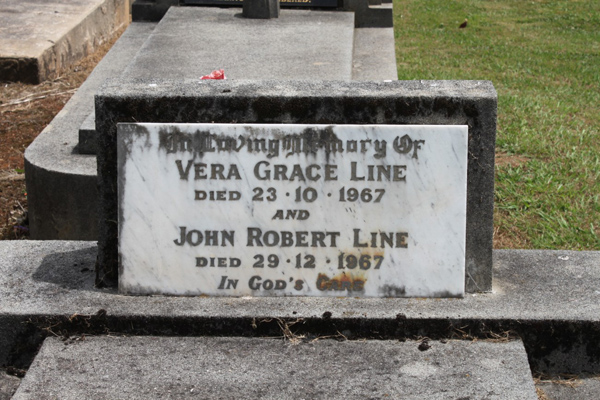 In Loving Memory Of
VERA GRACE LINE
DIED 23·10·1967
AND
JOHN ROBERT LINE
DIED 29·12·1967
IN GOD'S CARE